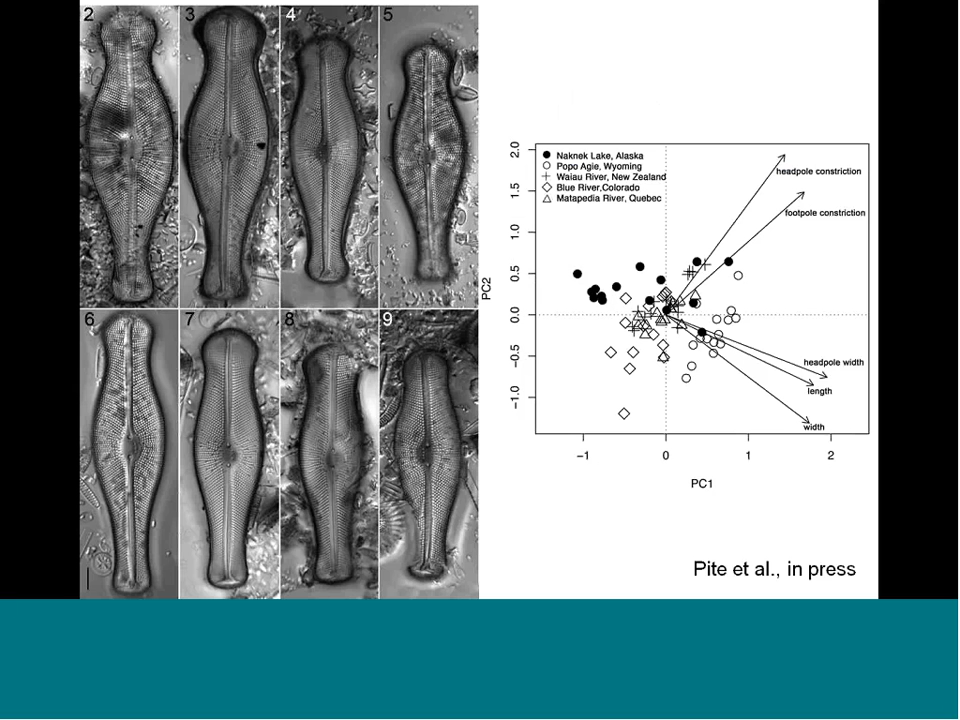 2 3 4 5
6 7 8 9
PC2
2.0
1.5
1.0
0.5
0.0
−0.5
−1.0
Naknek Lake, Alaska
Popo Agie, Wyoming
Waiau River, New Zealand
Blue River,Colorado
Matapedia River, Quebec
headpole constriction
footpole constriction
headpole width
length
width
−1 0 1 2
PC1
Pite et al., in press